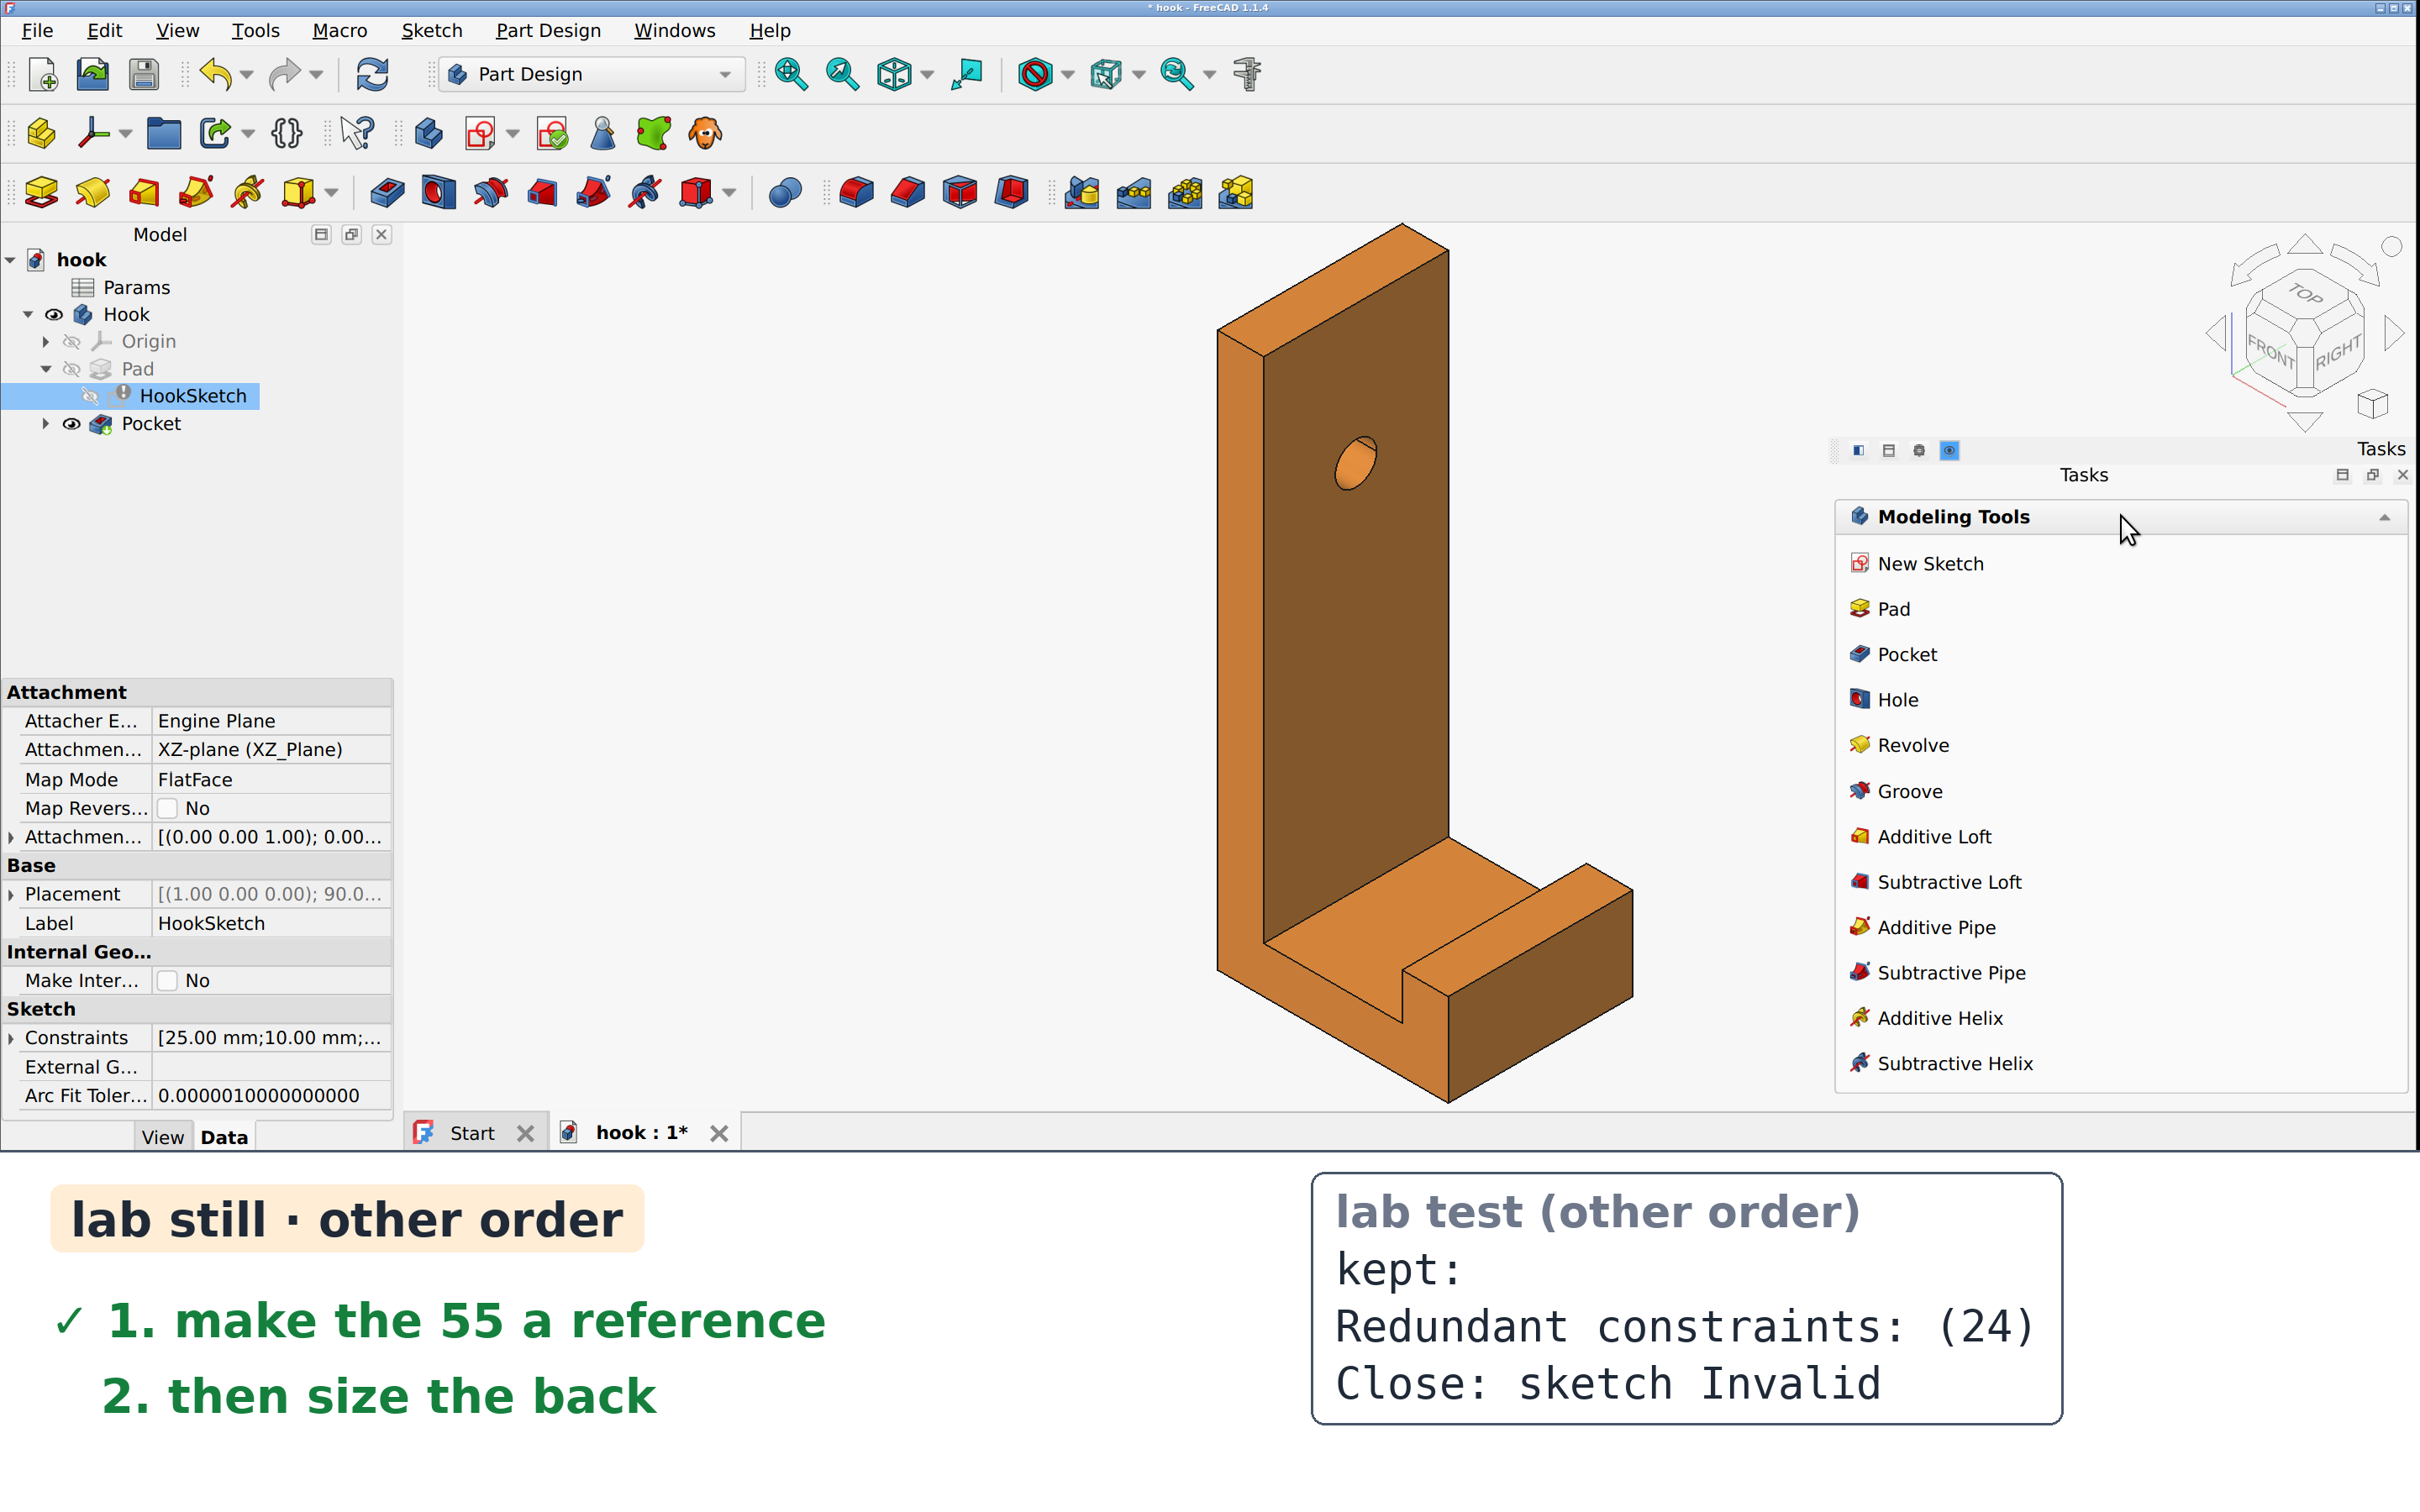 * hook - FreeCAD 1.1.4
File Edit View Tools Macro Sketch Part Design Windows Help
Part Design
Model
hook
Params
Hook
Origin
Pad
HookSketch
Pocket
TOP
FRONT
RIGHT
Tasks
Tasks
Modeling Tools
New Sketch
Pad
Pocket
Hole
Revolve
Groove
Additive Loft
Subtractive Loft
Additive Pipe
Subtractive Pipe
Additive Helix
Subtractive Helix
Attachment
Attacher E... Engine Plane
Attachmen... XZ-plane (XZ_Plane)
Map Mode FlatFace
Map Revers... No
Attachmen... [(0.00 0.00 1.00); 0.00...
Base
Placement [(1.00 0.00 0.00); 90.0...
Label HookSketch
Internal Geo...
Make Inter... No
Sketch
Constraints [25.00 mm;10.00 mm;...
External G...
Arc Fit Toler... 0.0000010000000000
View Data
Start
hook : 1*
lab still · other order
✓ 1. make the 55 a reference
2. then size the back
lab test (other order)
kept:
Redundant constraints: (24)
Close: sketch Invalid